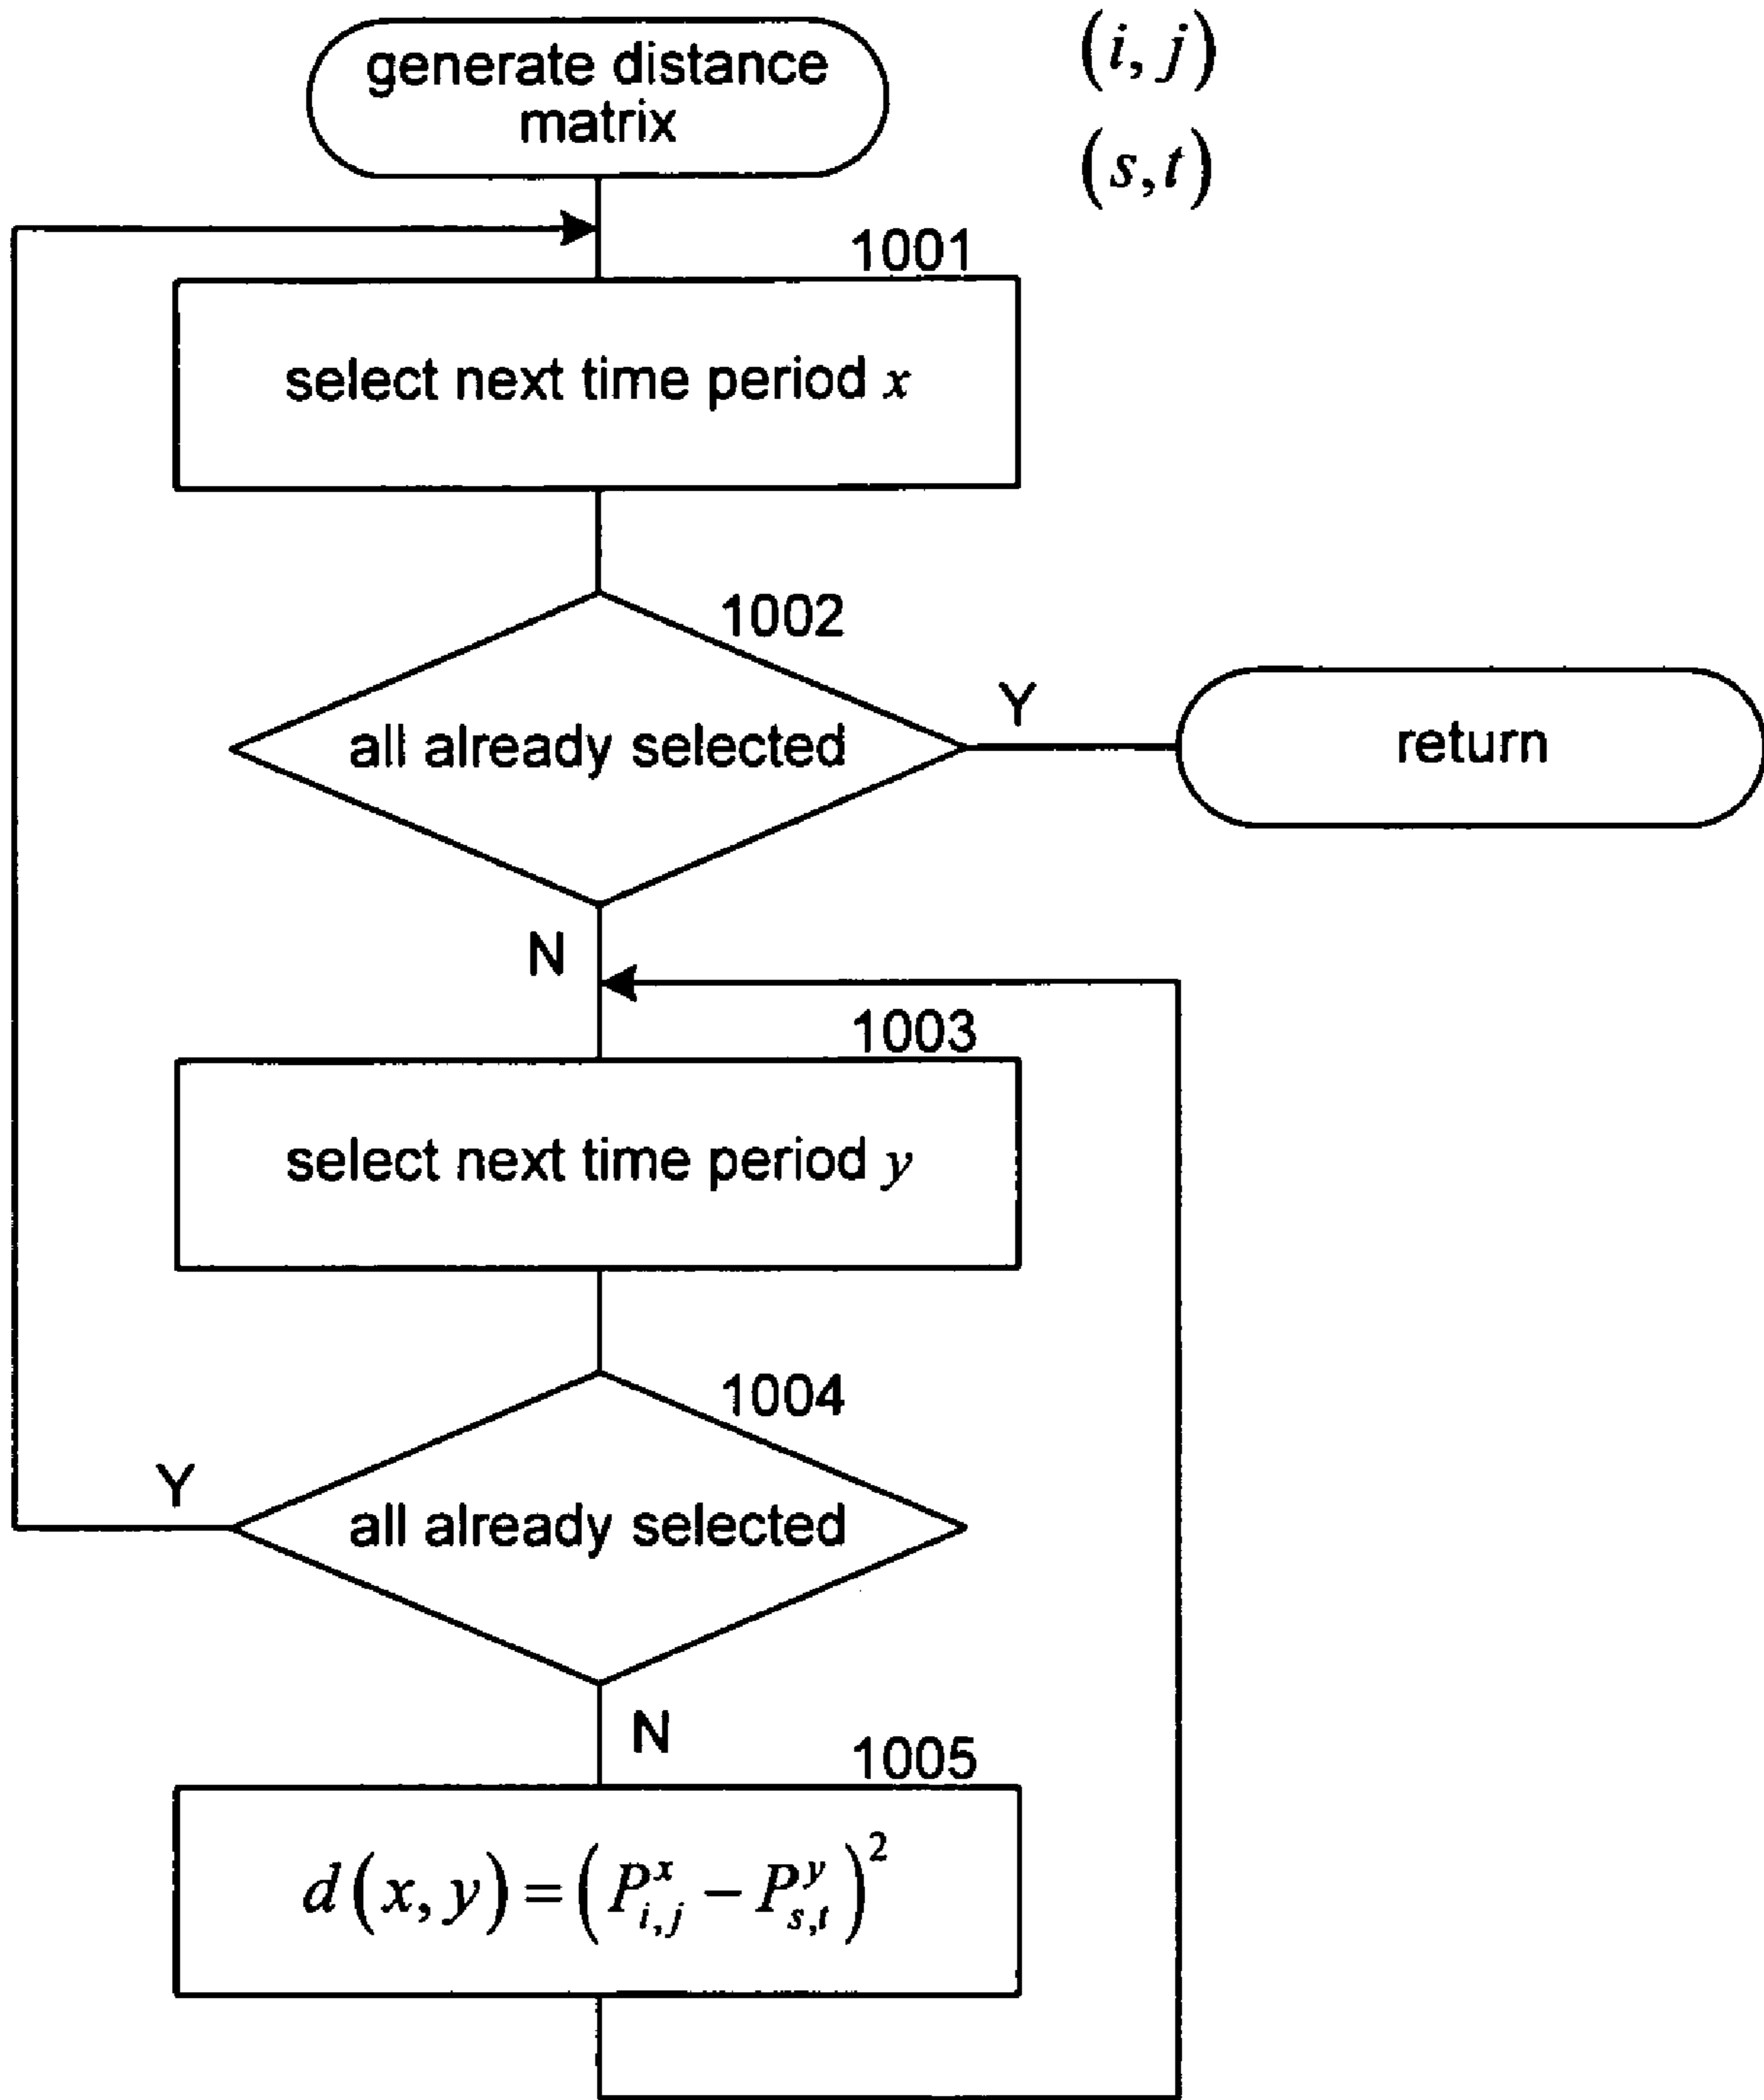 generate distance
matrix
(i, j)
(s,t)
1001
select next time period x
1002
all already selected
Y
return
N
1003
select next time period y
1004
all already selected
Y
N
1005
d(x, y) = (P^x_{i,j} − P^y_{s,t})^2